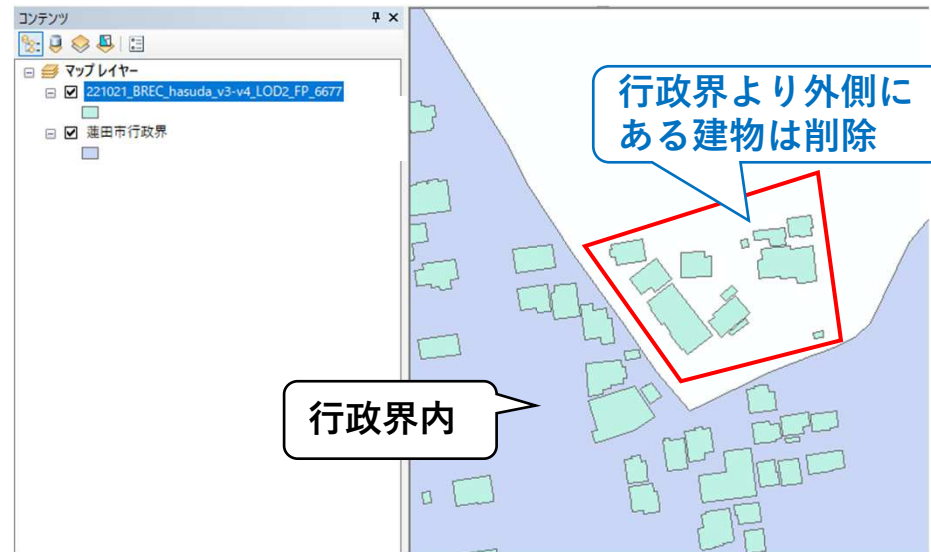 コンテンツ
マップ レイヤー
221021_BREC_hasuda_v3-v4_LOD2_FP_6677
蓮田市行政界
行政界より外側に
ある建物は削除
行政界内